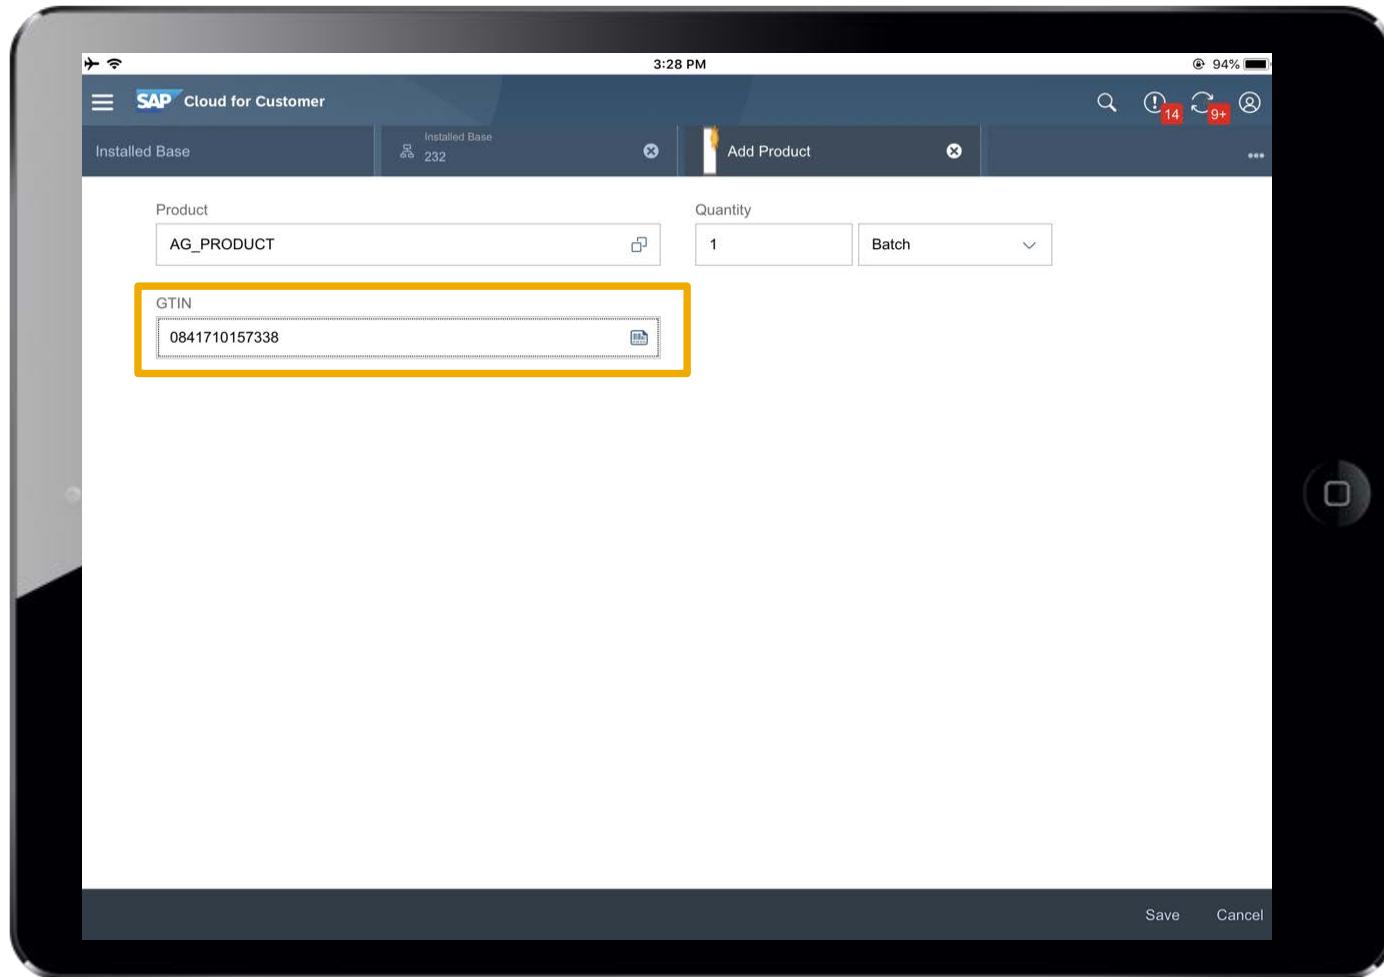 3:28 PM
94%
SAP Cloud for Customer
14
9+
Installed Base
Installed Base
232
Add Product
Product
Quantity
AG_PRODUCT
1
Batch
GTIN
0841710157338
Save
Cancel